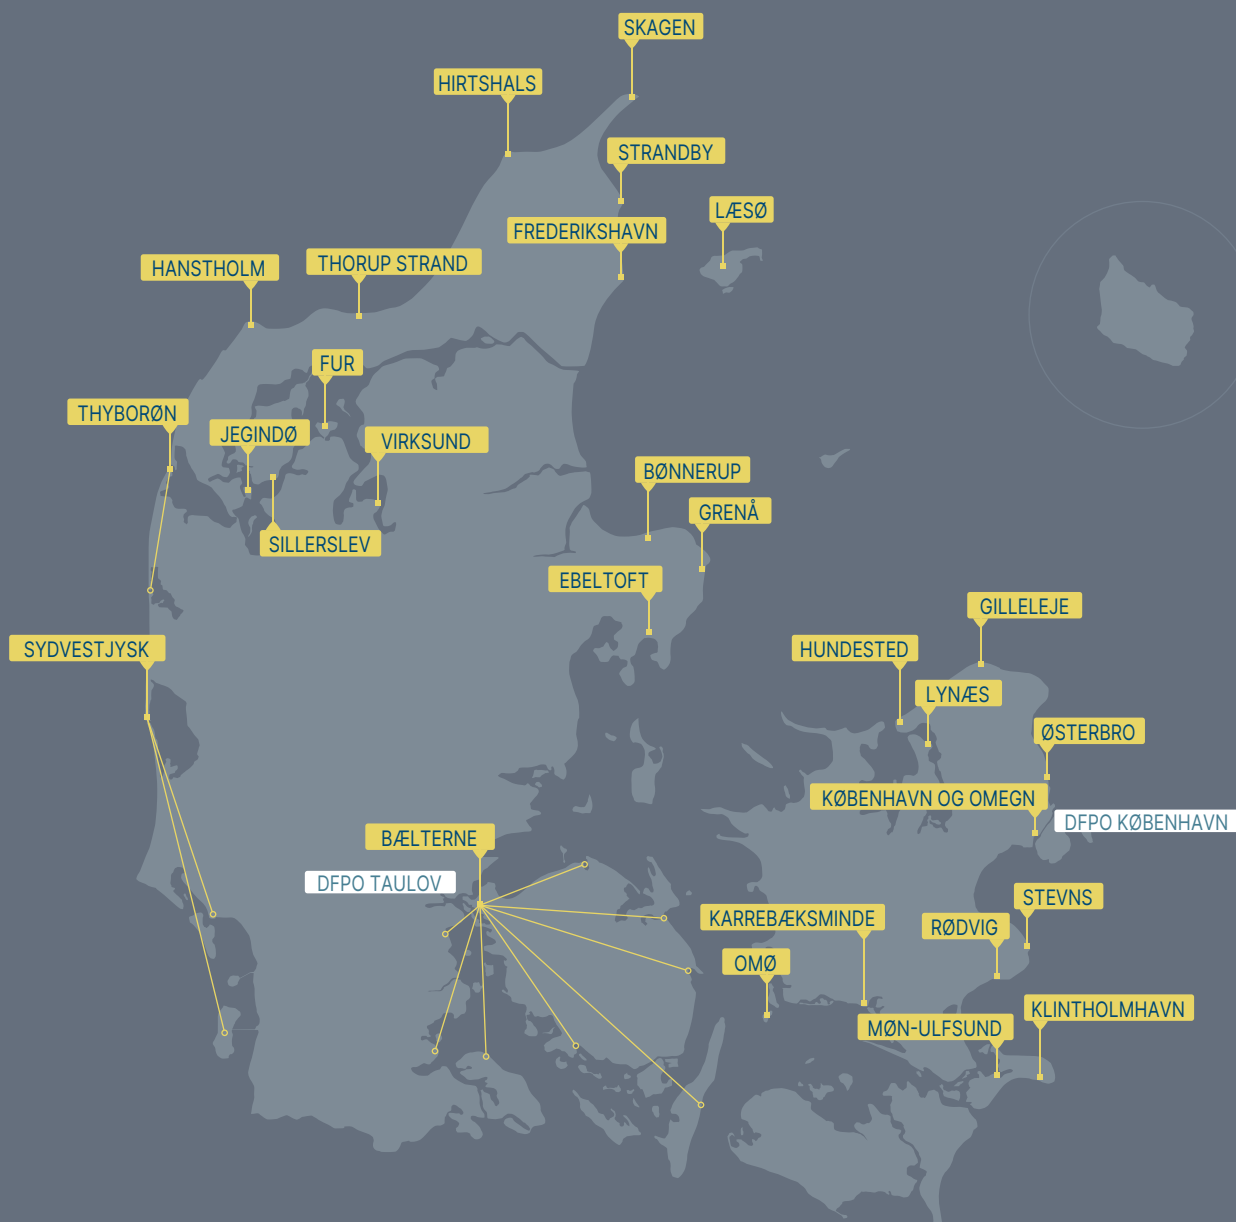 SKAGEN
HIRTSHALS
STRANDBY
LÆSØ
FREDERIKSHAVN
THORUP STRAND
HANSTHOLM
FUR
THYBORØN
JEGINDØ
VIRKSUND
BØNNERUP
GRENÅ
SILLERSLEV
EBELTOFT
GILLELEJE
SYDVESTJYSK
HUNDESTED
LYNÆS
ØSTERBRO
KØBENHAVN OG OMEGN
DFPO KØBENHAVN
BÆLTERNE
DFPO TAULOV
STEVNS
KARREBÆKSMINDE
RØDVIG
OMØ
KLINTHOLMHAVN
MØN-ULFSUND